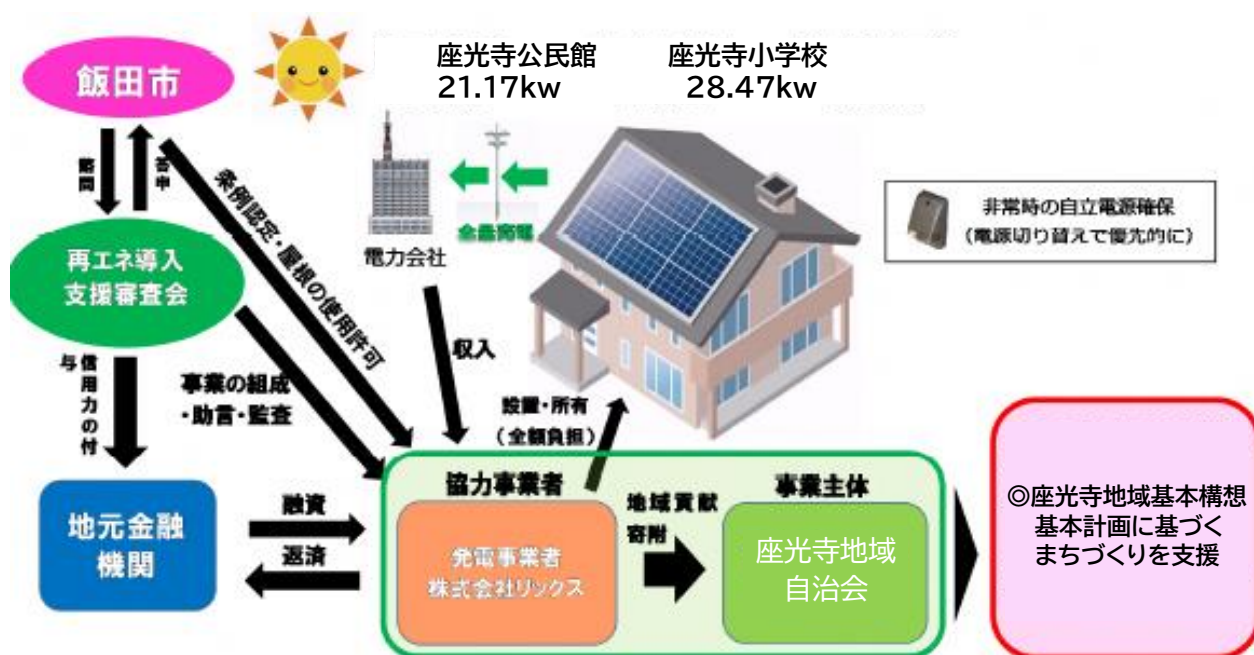 座光寺公民館
21.17kw
座光寺小学校
28.47kw
飯田市
諮問
答申
条例認定・屋根の使用許可
全量売電
電力会社
非常時の自立電源確保
(電源切り替えで優先的に)
再エネ導入
支援審査会
収入
信用力の付
与
事業の組成
・助言・監査
設置・所有
(全額負担)
協力事業者
事業主体
地元金融
機関
融資
返済
発電事業者
株式会社リックス
地域貢献
寄附
座光寺地域
自治会
◎座光寺地域基本構想
基本計画に基づく
まちづくりを支援